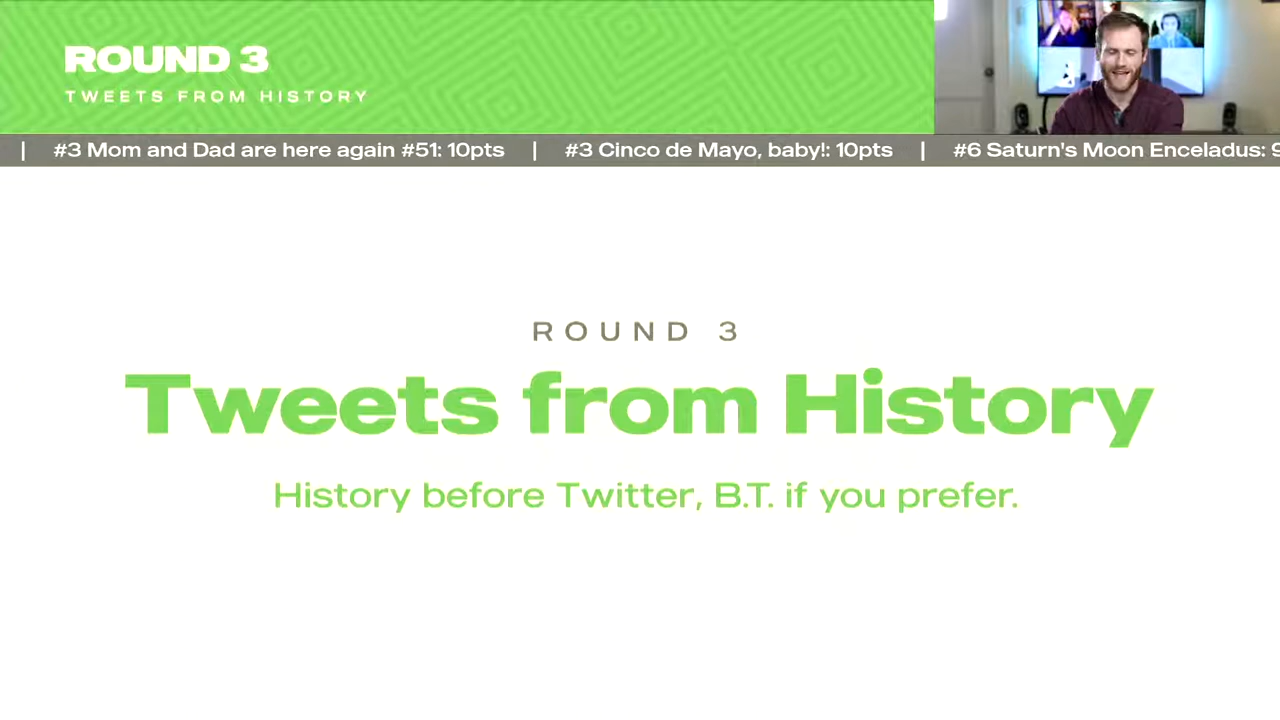 ROUND 3
TWEETS FROM HISTORY
| #3 Mom and Dad are here again #51: 10pts | #3 Cinco de Mayo, baby!: 10pts | #6 Saturn's Moon Enceladus: 9
ROUND 3
Tweets from History
History before Twitter, B.T. if you prefer.